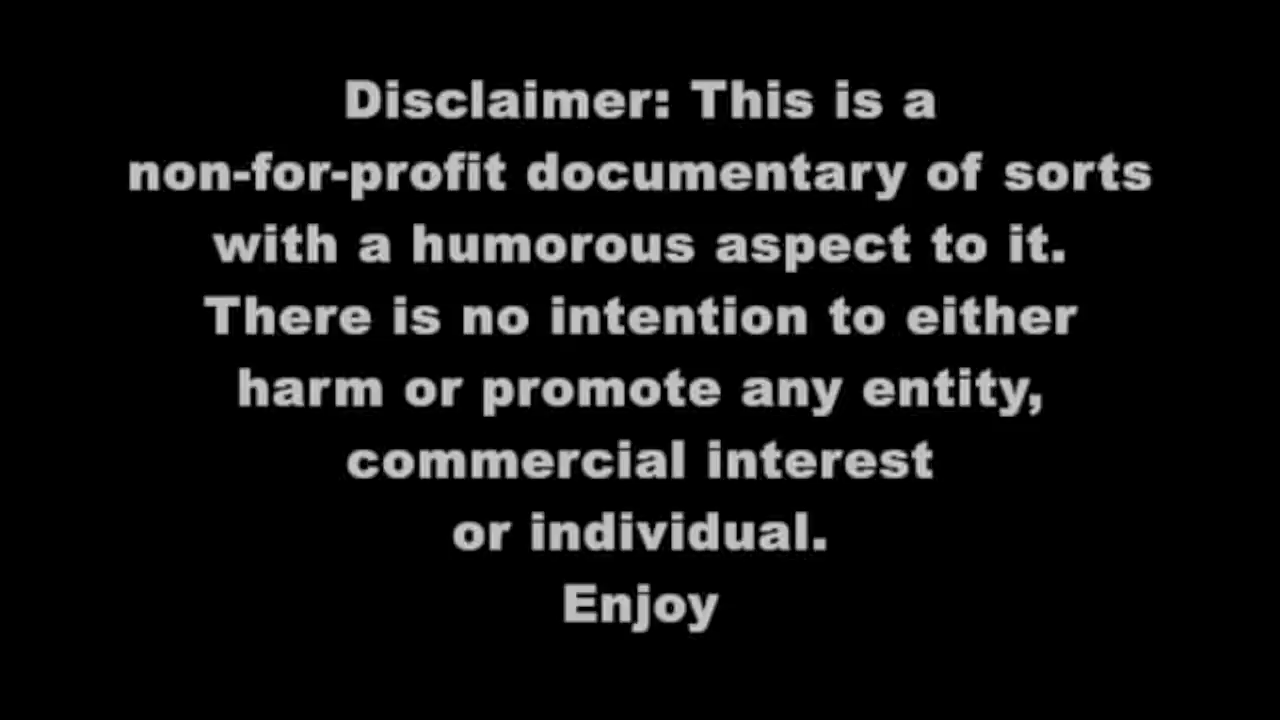 Disclaimer: This is a
non-for-profit documentary of sorts
with a humorous aspect to it.
There is no intention to either
harm or promote any entity,
commercial interest
or individual.
Enjoy